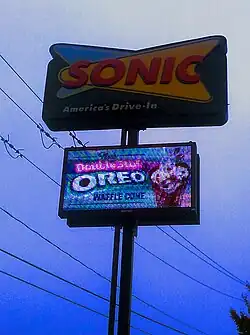 SONIC
America's Drive-In
Double Stuf
OREO
WAFFLE CONE